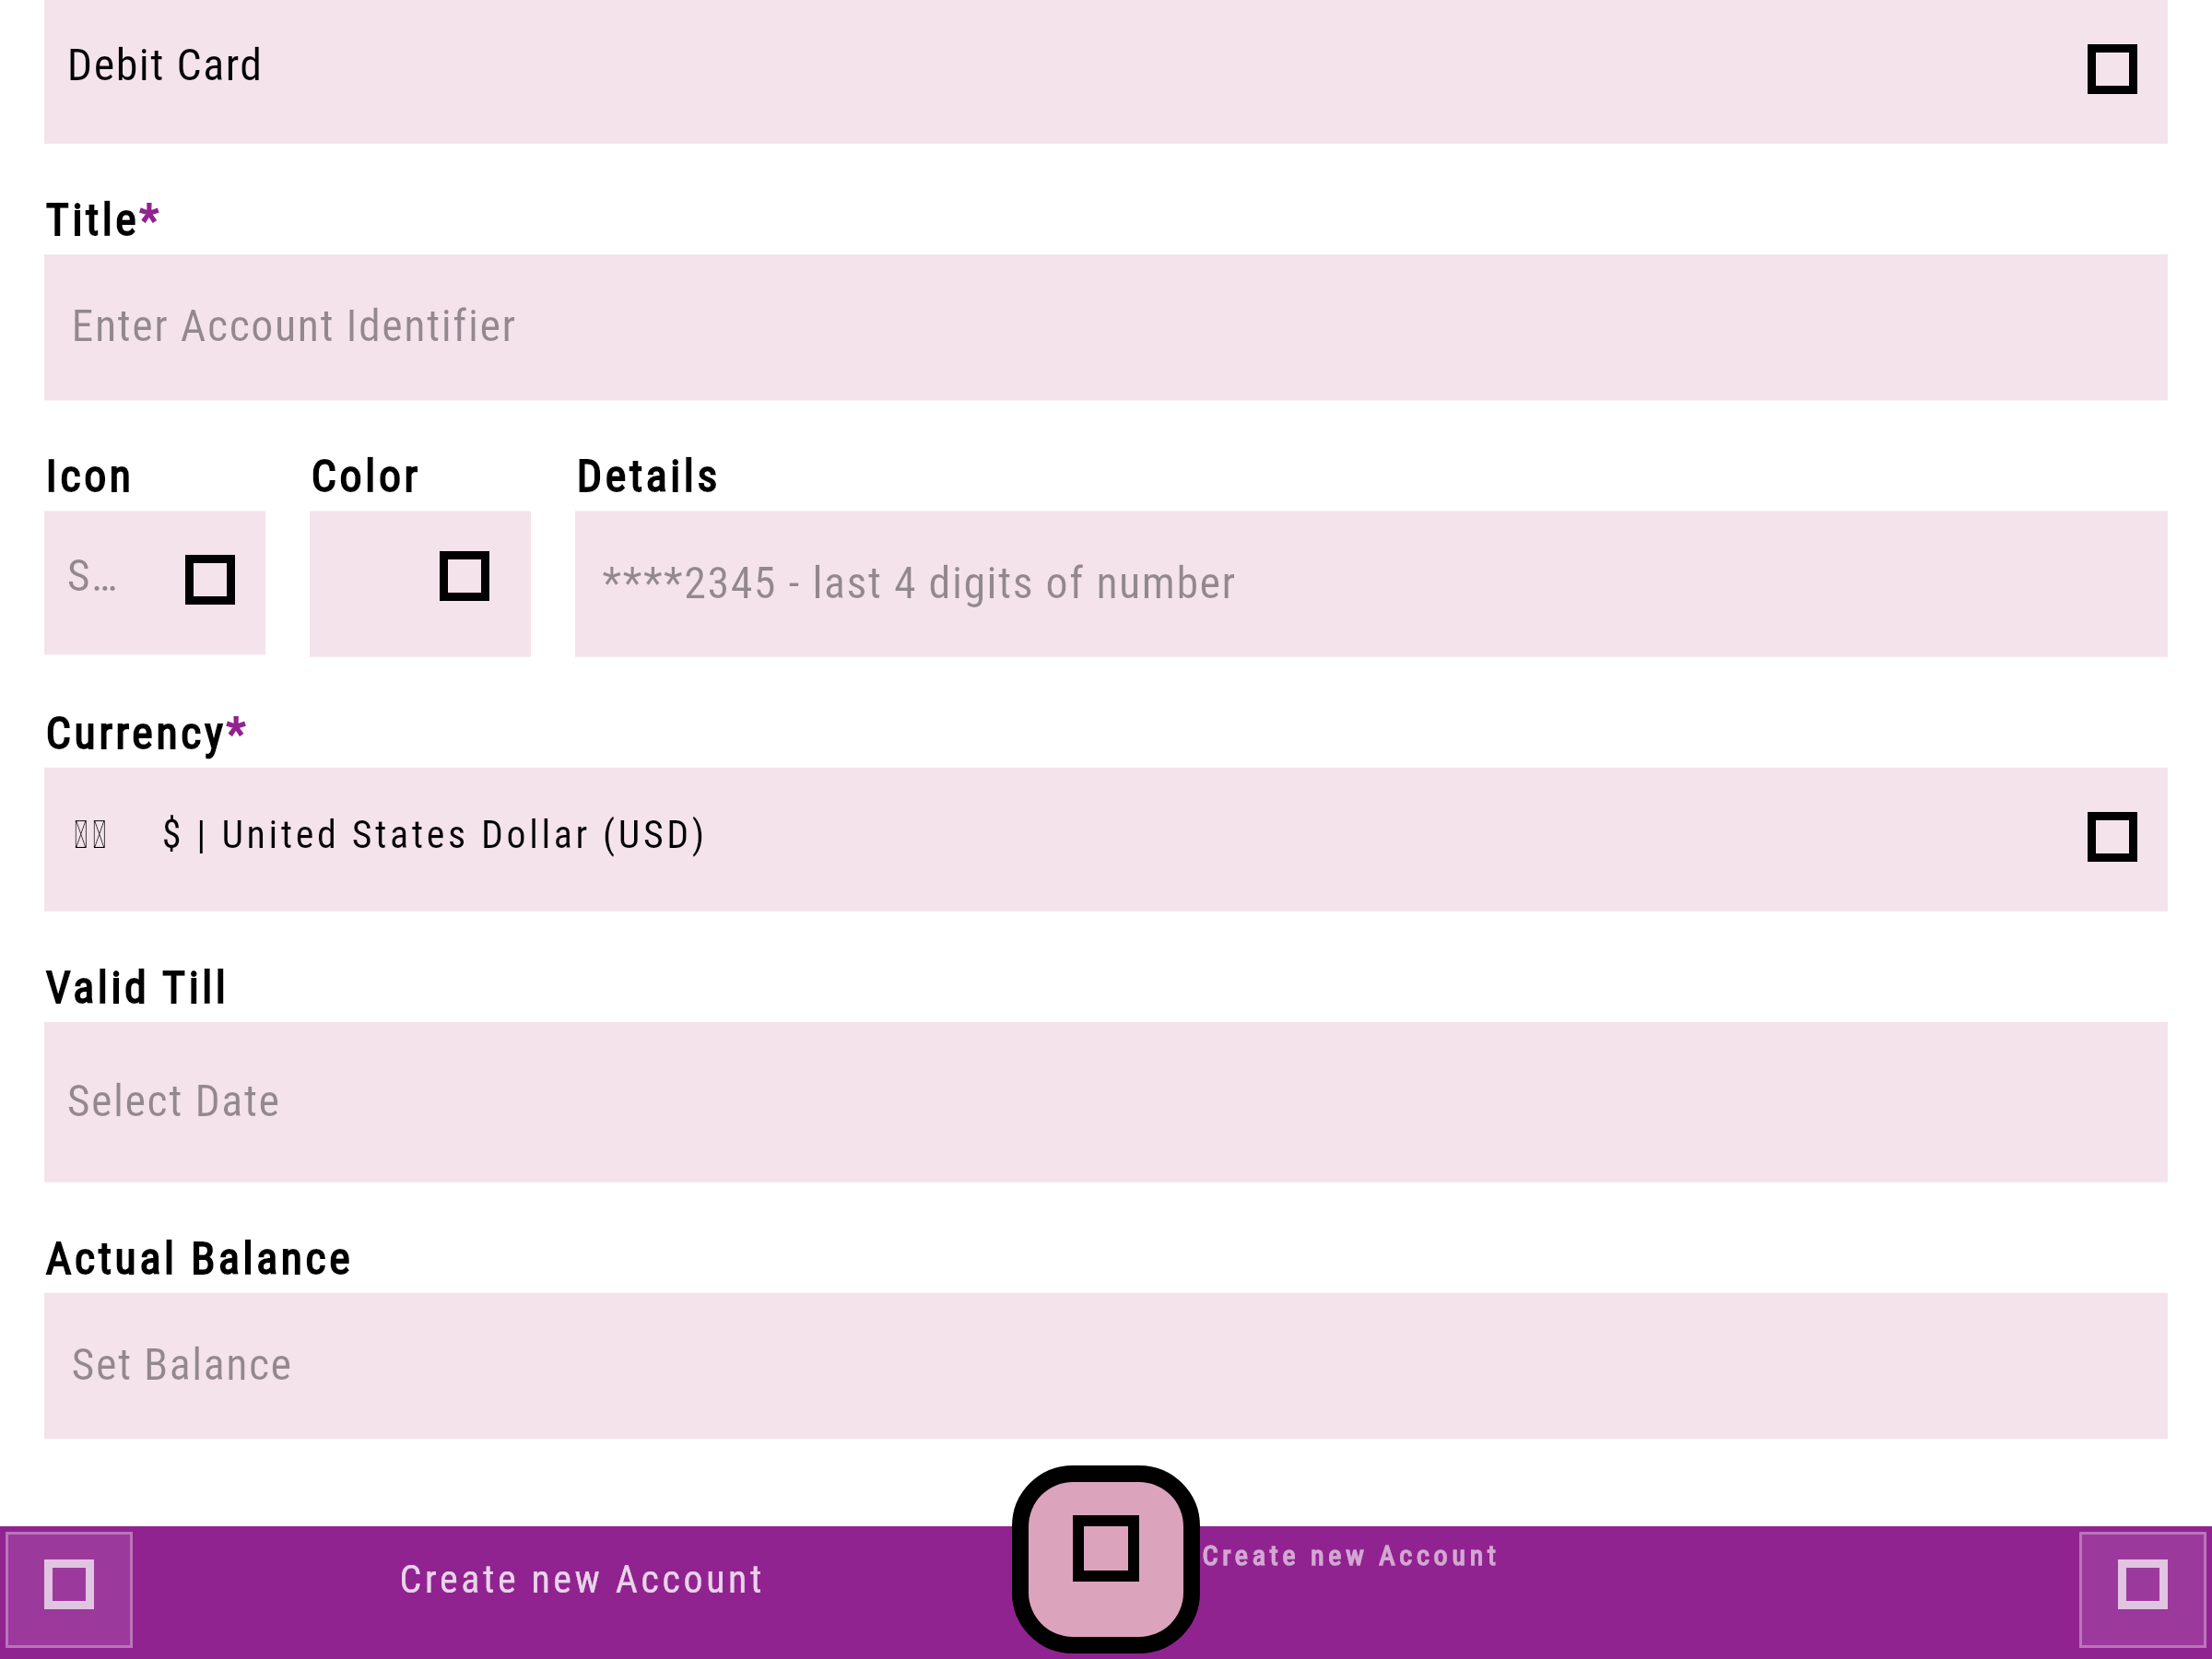 Debit Card
Title*
Enter Account Identifier
Icon Color Details
S… ****2345 - last 4 digits of number
Currency*
$ | United States Dollar (USD)
Valid Till
Select Date
Actual Balance
Set Balance
Create new Account
Create new Account